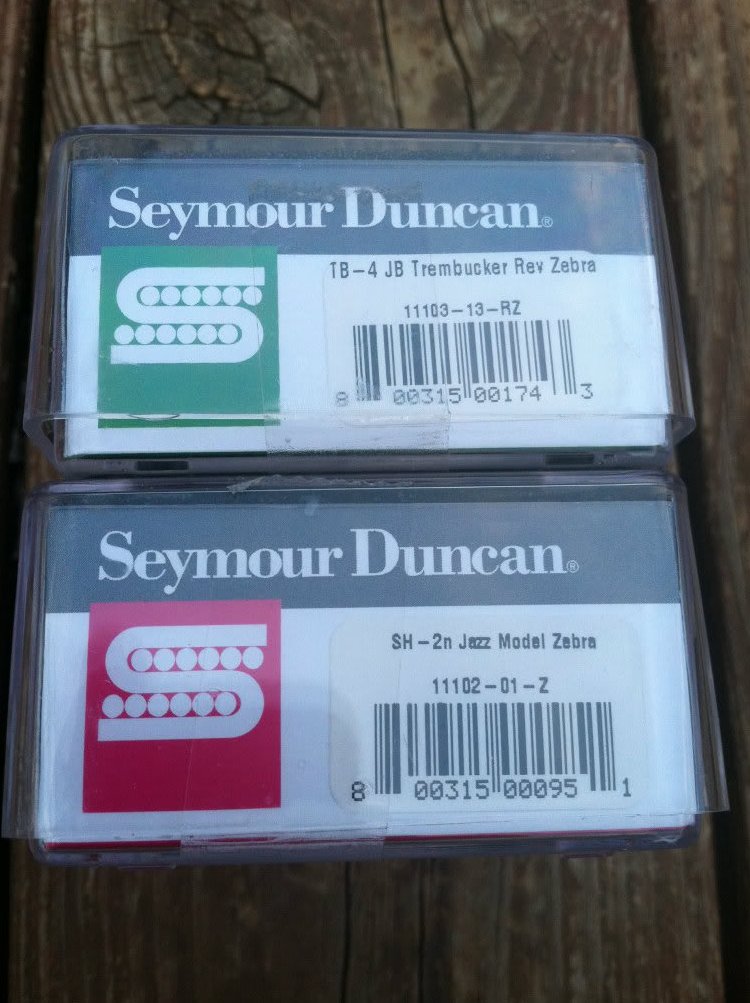 Seymour Duncan®
TB-4 JB Trembucker Rev Zebra
11103-13-RZ
8 00315 00174 3
Seymour Duncan®
SH-2n Jazz Model Zebra
11102-01-Z
8 00315 00095 1